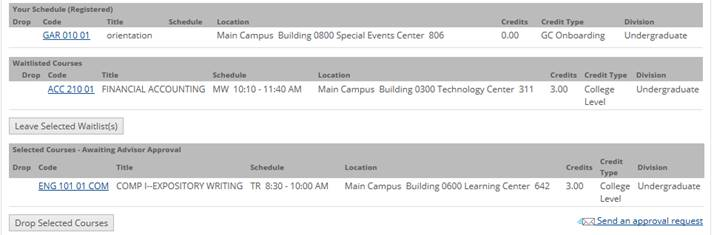 Your Schedule (Registered)
Drop Code Title Schedule Location Credits Credit Type Division
GAR 010 01 orientation Main Campus Building 0800 Special Events Center 806 0.00 GC Onboarding Undergraduate
Waitlisted Courses
Drop Code Title Schedule Location Credits Credit Type Division
ACC 210 01 FINANCIAL ACCOUNTING MW 10:10 - 11:40 AM Main Campus Building 0300 Technology Center 311 3.00 College Undergraduate
Level
Leave Selected Waitlist(s)
Selected Courses - Awaiting Advisor Approval
Drop Code Title Schedule Location Credits Credit Division
Type
ENG 101 01 COM COMP I--EXPOSITORY WRITING TR 8:30 - 10:00 AM Main Campus Building 0600 Learning Center 642 3.00 College Undergraduate
Level
Drop Selected Courses
Send an approval request